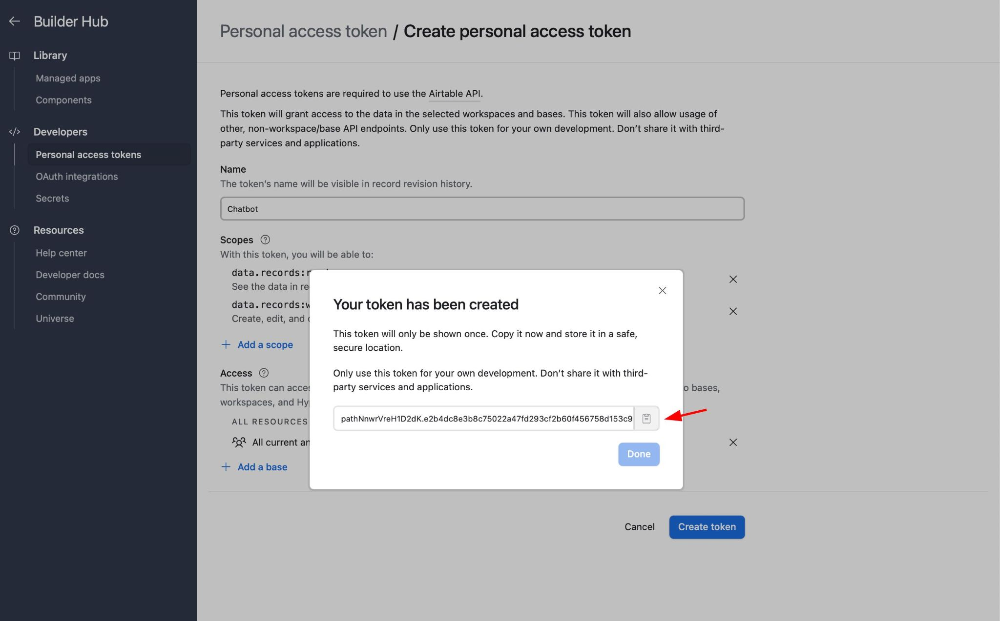 Builder Hub
Library
Managed apps
Components
Developers
Personal access tokens
OAuth integrations
Secrets
Resources
Help center
Developer docs
Community
Universe
Personal access token / Create personal access token
Personal access tokens are required to use the Airtable API.
This token will grant access to the data in the selected workspaces and bases. This token will also allow usage of
other, non-workspace/base API endpoints. Only use this token for your own development. Don’t share it with third-
party services and applications.
Name
The token’s name will be visible in record revision history.
Chatbot
Scopes
With this token, you will be able to:
data.records:
See the data in re
data.records:w
Create, edit, and
Add a scope
Access
This token can acces
o bases,
workspaces, and Hy
ALL RESOURCES
All current an
Add a base
Your token has been created
This token will only be shown once. Copy it now and store it in a safe,
secure location.
Only use this token for your own development. Don’t share it with third-
party services and applications.
pathNnwrVreH1D2dK.e2b4dc8e3b8c75022a47fd293cf2b60f456758d153c9
Done
Cancel
Create token